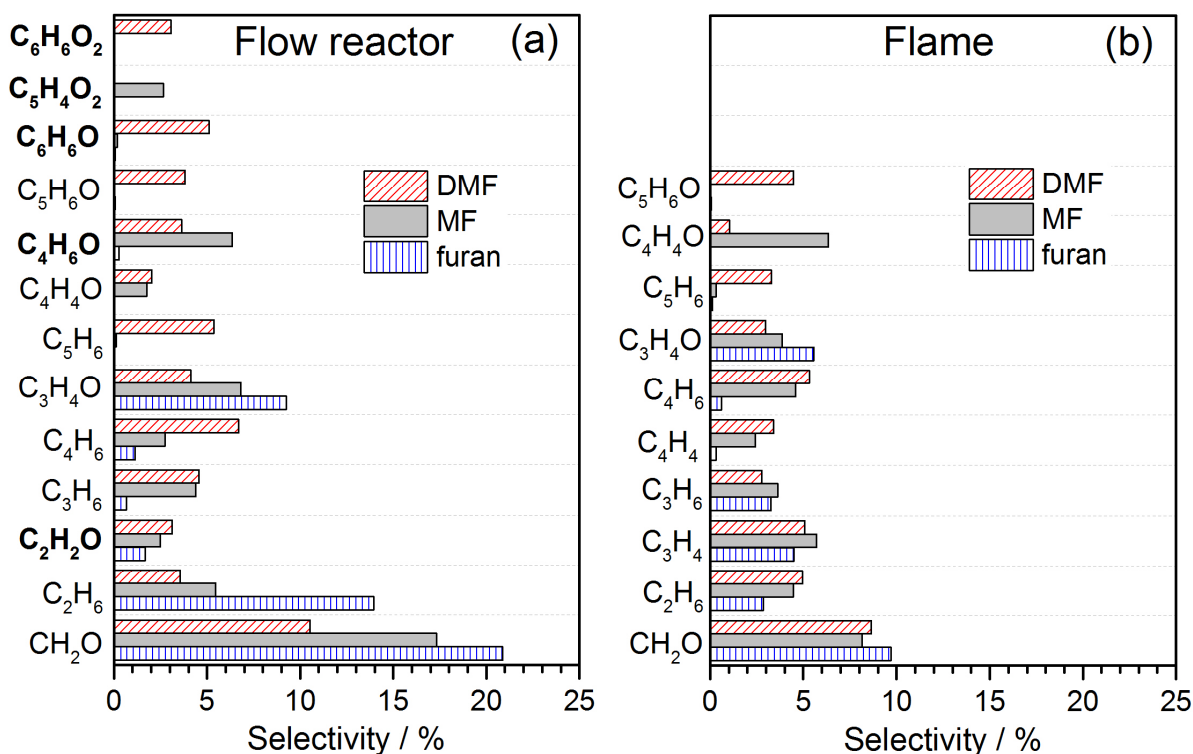 Flow reactor (a)
C₆H₆O₂
C₅H₄O₂
C₆H₆O
C₅H₆O
C₄H₆O
C₄H₄O
C₅H₆
C₃H₄O
C₄H₆
C₃H₆
C₂H₂O
C₂H₆
CH₂O
DMF
MF
furan
0 5 10 15 20 25
Selectivity / %
Flame (b)
C₅H₆O
C₄H₄O
C₅H₆
C₃H₄O
C₄H₆
C₄H₄
C₃H₆
C₃H₄
C₂H₆
CH₂O
DMF
MF
furan
0 5 10 15 20 25
Selectivity / %